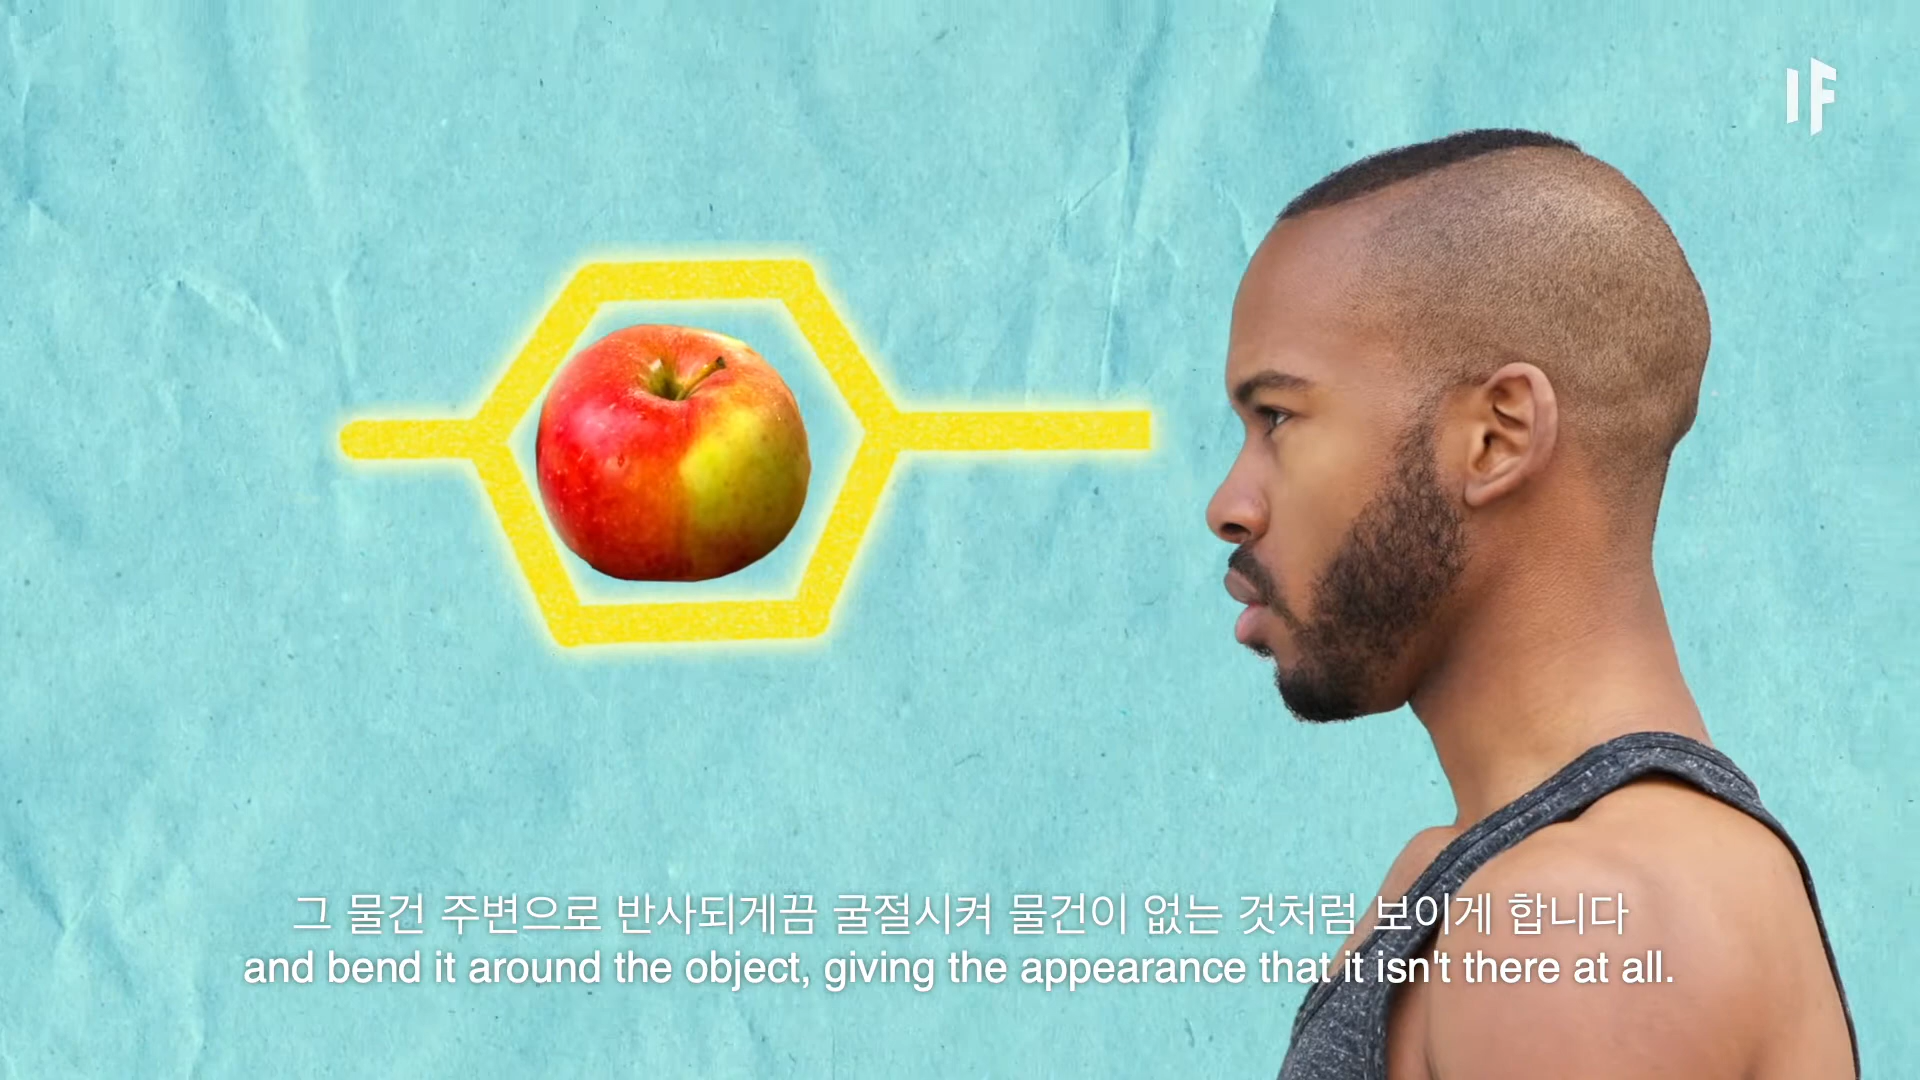 IF
그 물건 주변으로 반사되게끔 굴절시켜 물건이 없는 것처럼 보이게 합니다
and bend it around the object, giving the appearance that it isn't there at all.